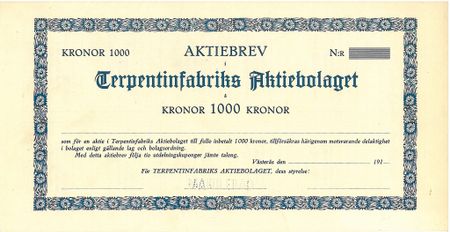 KRONOR 1000 AKTIEBREV N:R
i
Terpentinfabriks Aktiebolaget
å
KRONOR 1000 KRONOR
som för en aktie i Terpentinfabriks Aktiebolaget till fullo inbetalt 1000 kronor, tillförsäkras härigenom motsvarande delaktighet
i bolaget enligt gällande lag och bolagsordning.
Med detta aktiebrev följa tio utdelningskuponger jämte talong.
Västerås den 191
För TERPENTINFABRIKS AKTIEBOLAGET, dess styrelse: